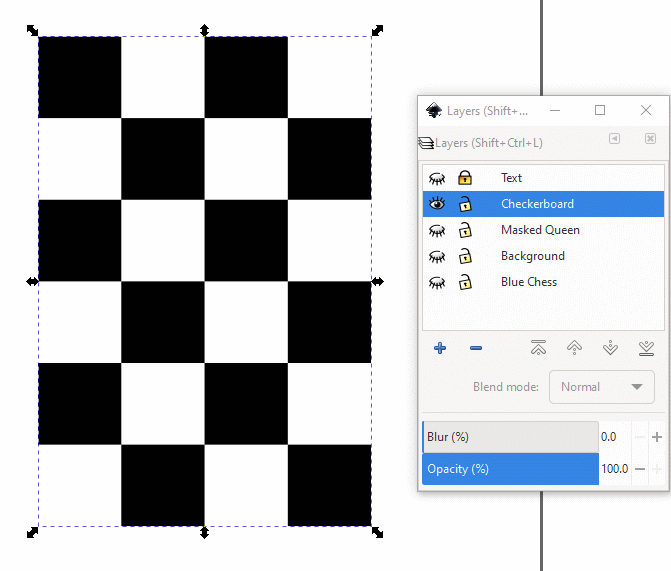 Layers (Shift+...
Layers (Shift+Ctrl+L)
Text
Checkerboard
Masked Queen
Background
Blue Chess
Blend mode: Normal
Blur (%) 0.0
Opacity (%) 100.0